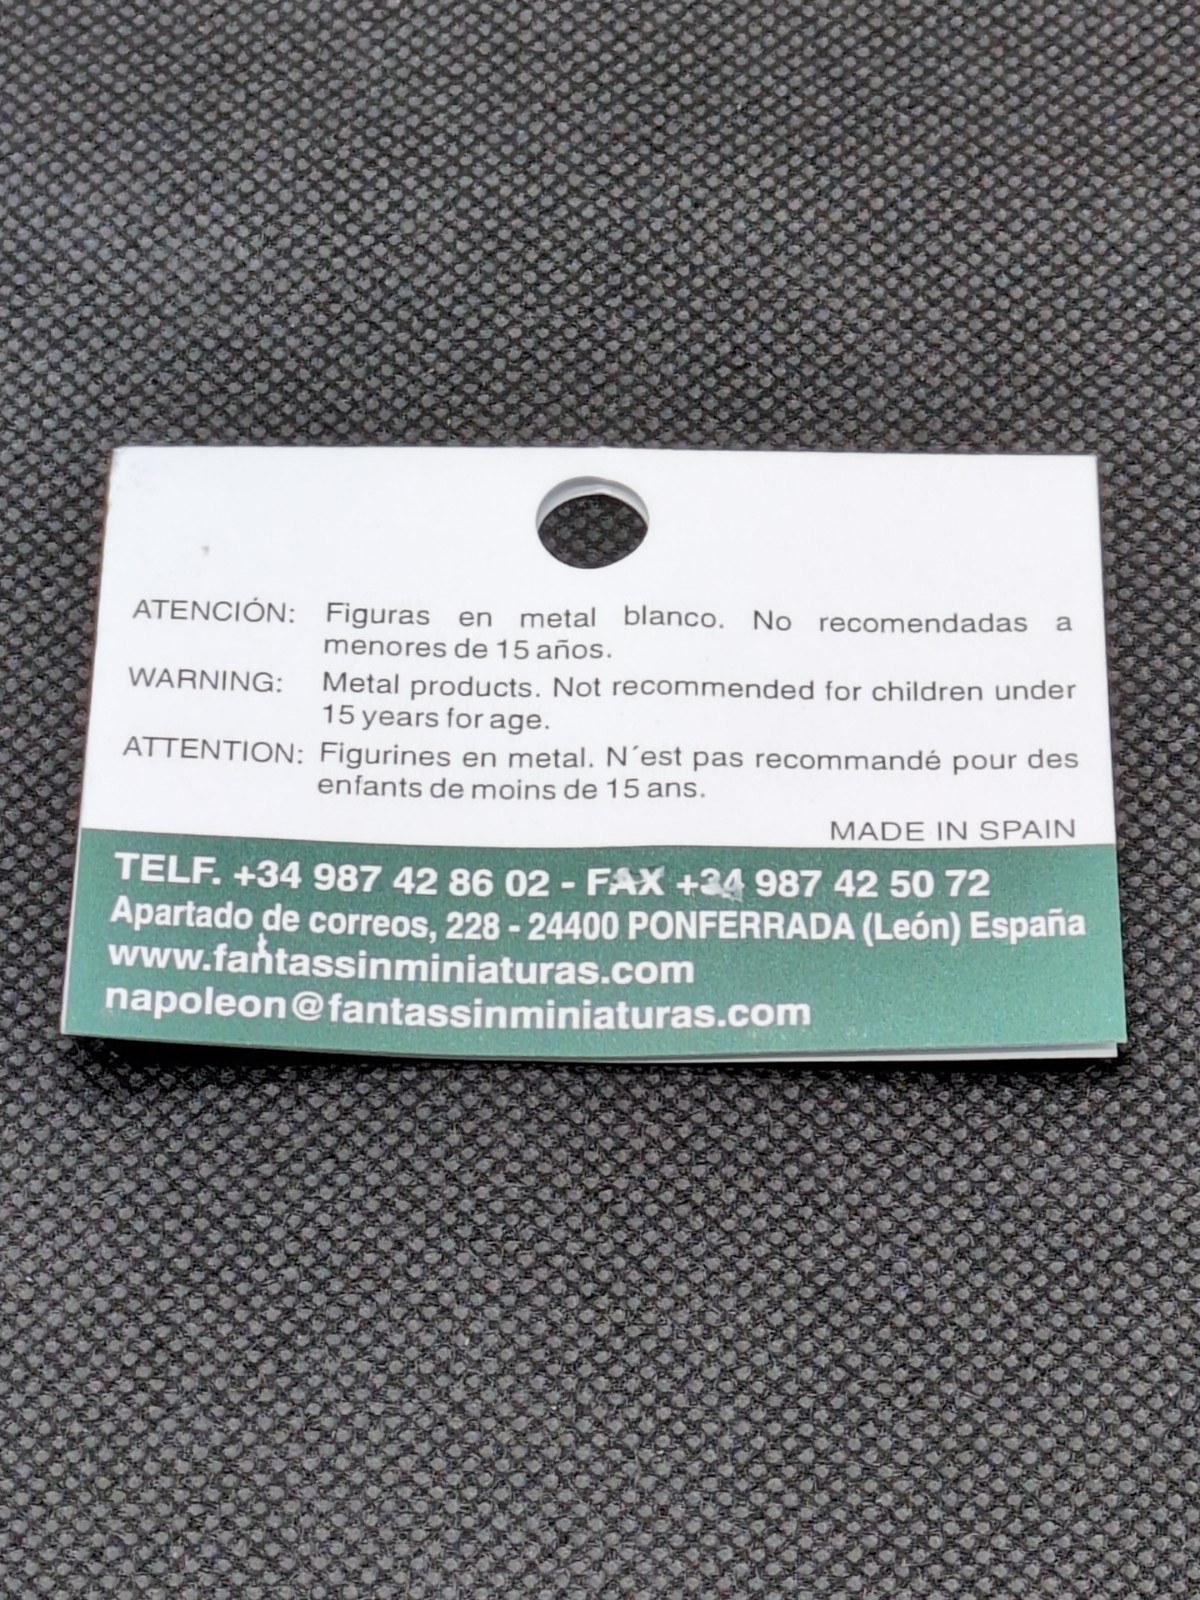 ATENCIÓN: Figuras en metal blanco. No recomendadas a
menores de 15 años.
WARNING: Metal products. Not recommended for children under
15 years for age.
ATTENTION: Figurines en metal. N´est pas recommandé pour des
enfants de moins de 15 ans.
MADE IN SPAIN
TELF. +34 987 42 86 02 - FAX +34 987 42 50 72
Apartado de correos, 228 - 24400 PONFERRADA (León) España
www.fantassinminiaturas.com
napoleon@fantassinminiaturas.com